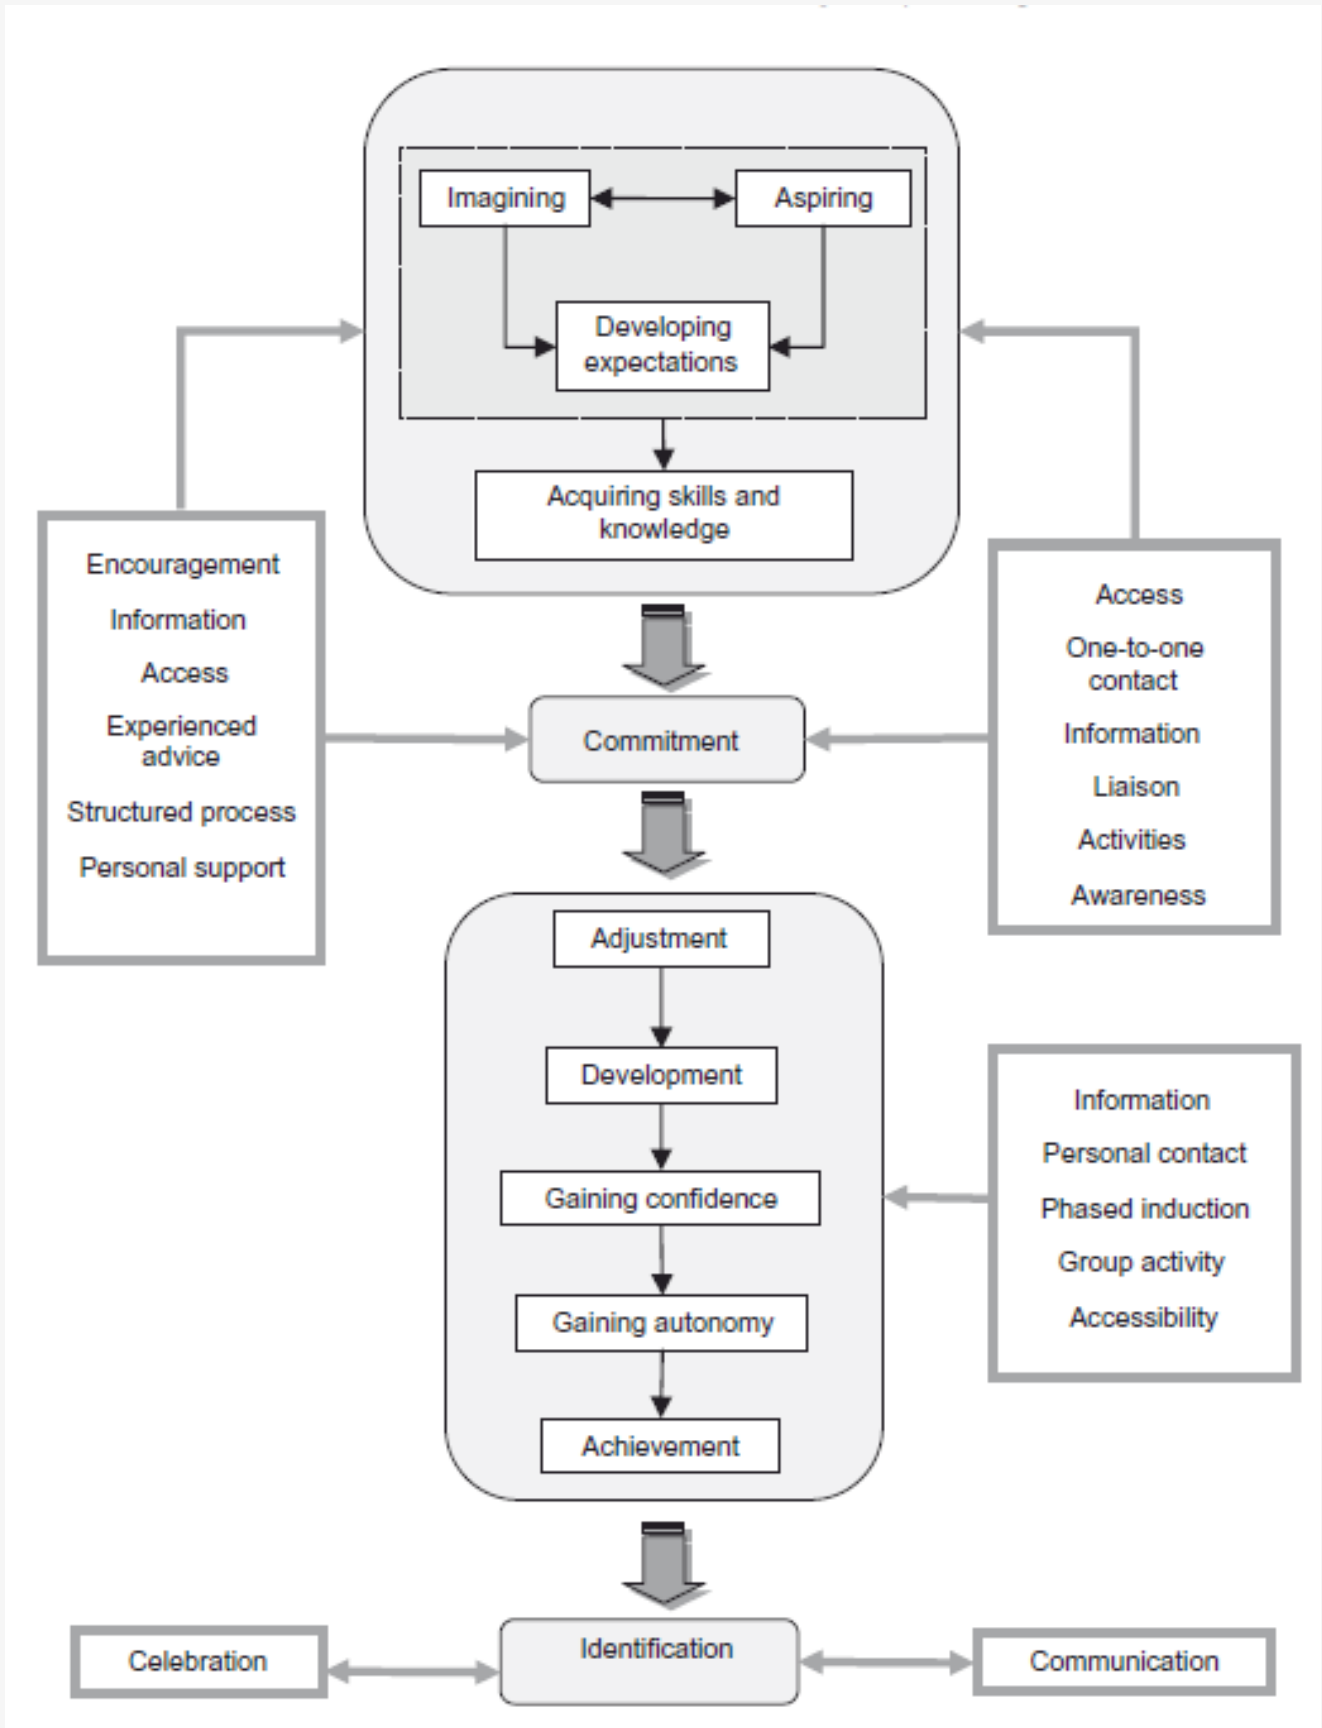 Imagining
Aspiring
Developing
expectations
Acquiring skills and
knowledge
Encouragement
Information
Access
Experienced
advice
Structured process
Personal support
Access
One-to-one
contact
Information
Liaison
Activities
Awareness
Commitment
Adjustment
Development
Gaining confidence
Gaining autonomy
Achievement
Information
Personal contact
Phased induction
Group activity
Accessibility
Celebration
Identification
Communication